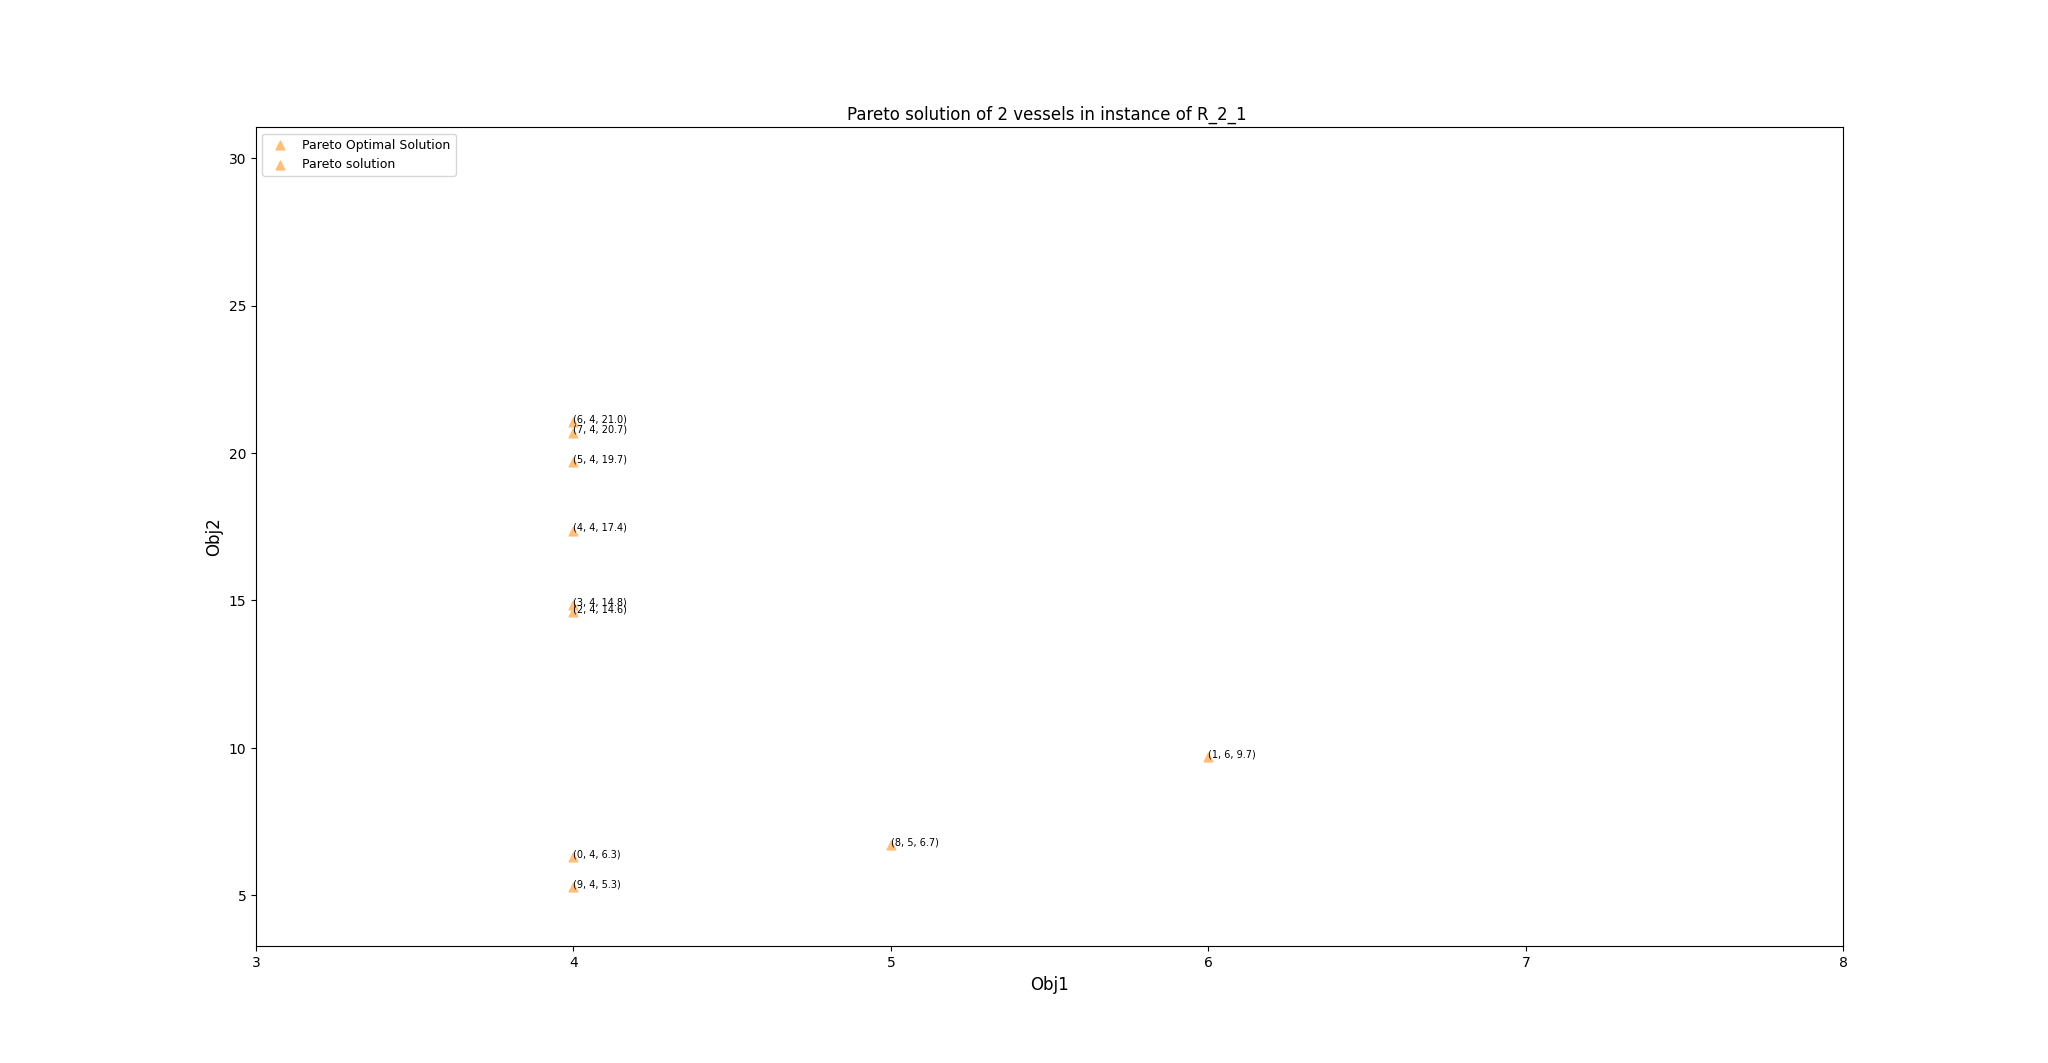 Pareto solution of 2 vessels in instance of R_2_1
Pareto Optimal Solution
Pareto solution
30
25
20
15
10
5
Obj2
(6, 4, 21.0)
(7, 4, 20.7)
(5, 4, 19.7)
(4, 4, 17.4)
(3, 4, 14.8)
(2, 4, 14.6)
(1, 6, 9.7)
(8, 5, 6.7)
(0, 4, 6.3)
(9, 4, 5.3)
3 4 5 6 7 8
Obj1